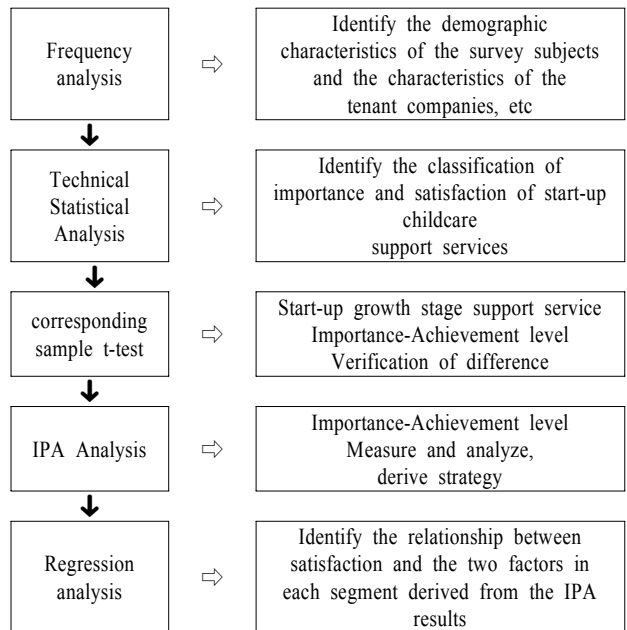 Frequency
analysis
Identify the demographic
characteristics of the survey subjects
and the characteristics of the
tenant companies, etc
Technical
Statistical
Analysis
Identify the classification of
importance and satisfaction of start-up
childcare
support services
corresponding
sample t-test
Start-up growth stage support service
Importance-Achievement level
Verification of difference
IPA Analysis
Importance-Achievement level
Measure and analyze,
derive strategy
Regression
analysis
Identify the relationship between
satisfaction and the two factors in
each segment derived from the IPA
results